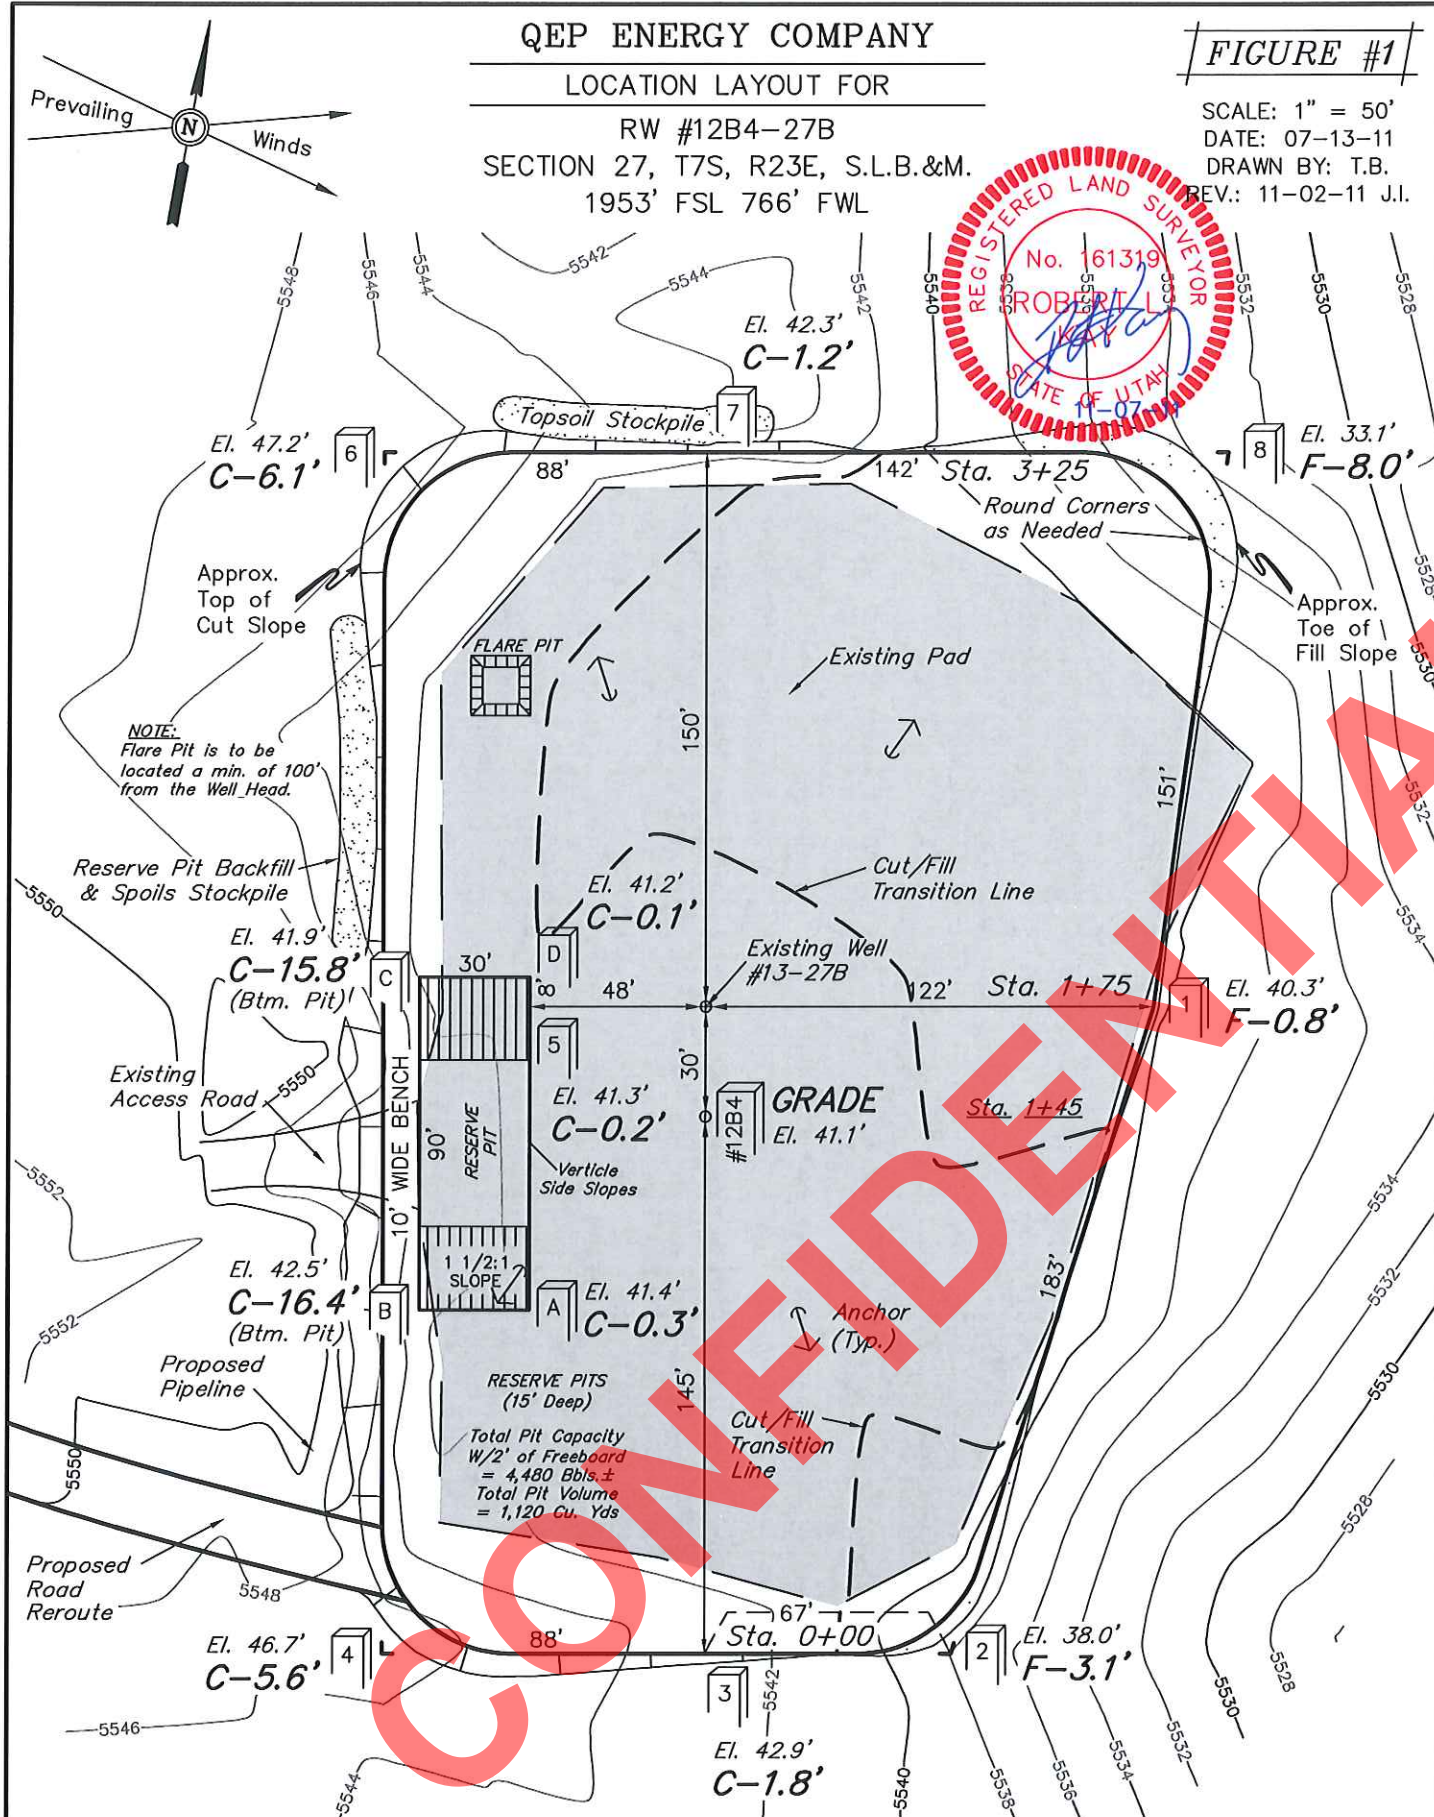 QEP ENERGY COMPANY
LOCATION LAYOUT FOR
RW #12B4-27B
SECTION 27, T7S, R23E, S.L.B.&M.
1953' FSL 766' FWL
FIGURE #1
SCALE: 1" = 50'
DATE: 07-13-11
DRAWN BY: T.B.
REV.: 11-02-11 J.I.
Prevailing
Winds
N
REGISTERED LAND SURVEYOR
No. 161319
ROBERT L.
KAY
STATE OF UTAH
11-07-11
5548
5546
5544
5542
5544
5542
5540
5536
5532
5530
5528
El. 42.3'
C-1.2'
7
Topsoil Stockpile
El. 47.2'
C-6.1'
6
88'
142'
Sta. 3+25
8
El. 33.1'
F-8.0'
Round Corners
as Needed
Approx.
Top of
Cut Slope
Approx.
Toe of
Fill Slope
5528
5530
5532
5534
FLARE PIT
Existing Pad
NOTE:
Flare Pit is to be
located a min. of 100'
from the Well Head.
150'
151'
Reserve Pit Backfill
& Spoils Stockpile
Cut/Fill
Transition Line
El. 41.2'
C-0.1'
D
5550
El. 41.9'
C-15.8'
(Btm. Pit)
C
30'
8'
48'
Existing Well
#13-27B
122'
Sta. 1+75
1
El. 40.3'
F-0.8'
5
Existing
Access Road
5550
10' WIDE BENCH
90'
RESERVE
PIT
El. 41.3'
C-0.2'
Verticle
Side Slopes
30'
#12B4
GRADE
El. 41.1'
Sta. 1+45
5552
5534
El. 42.5'
C-16.4'
(Btm. Pit)
B
1 1/2:1
SLOPE
A
El. 41.4'
C-0.3'
183'
Anchor
(Typ.)
5532
5552
Proposed
Pipeline
RESERVE PITS
(15' Deep)
Total Pit Capacity
W/2' of Freeboard
= 4,480 Bbls.±
Total Pit Volume
= 1,120 Cu. Yds
145'
Cut/Fill
Transition
Line
5530
5550
5528
Proposed
Road
Reroute
5548
El. 46.7'
C-5.6'
4
88'
67'
Sta. 0+00
2
El. 38.0'
F-3.1'
3
5542
El. 42.9'
C-1.8'
5546
5544
5540
5538
5536
5534
5532
5530
5528
CONFIDENTIA